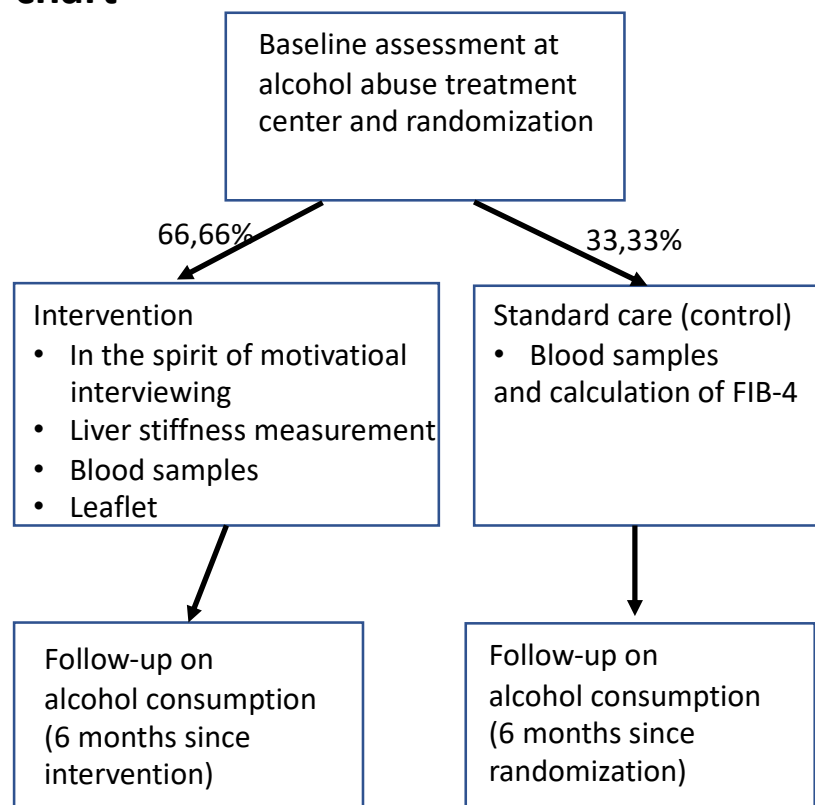 Baseline assessment at
alcohol abuse treatment
center and randomization
66,66%
33,33%
Intervention
• In the spirit of motivatioal
interviewing
• Liver stiffness measurement
• Blood samples
• Leaflet
Standard care (control)
• Blood samples
and calculation of FIB-4
Follow-up on
alcohol consumption
(6 months since
intervention)
Follow-up on
alcohol consumption
(6 months since
randomization)